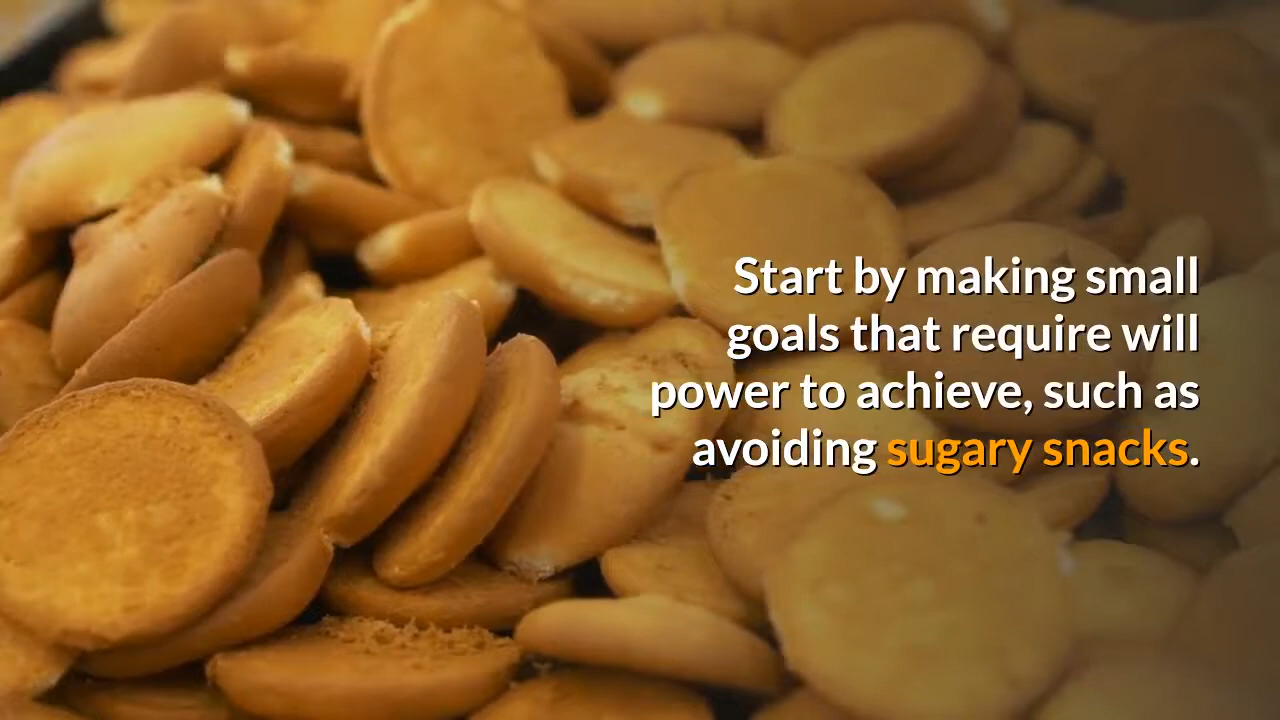 Start by making small
goals that require will
power to achieve, such as
avoiding sugary snacks.